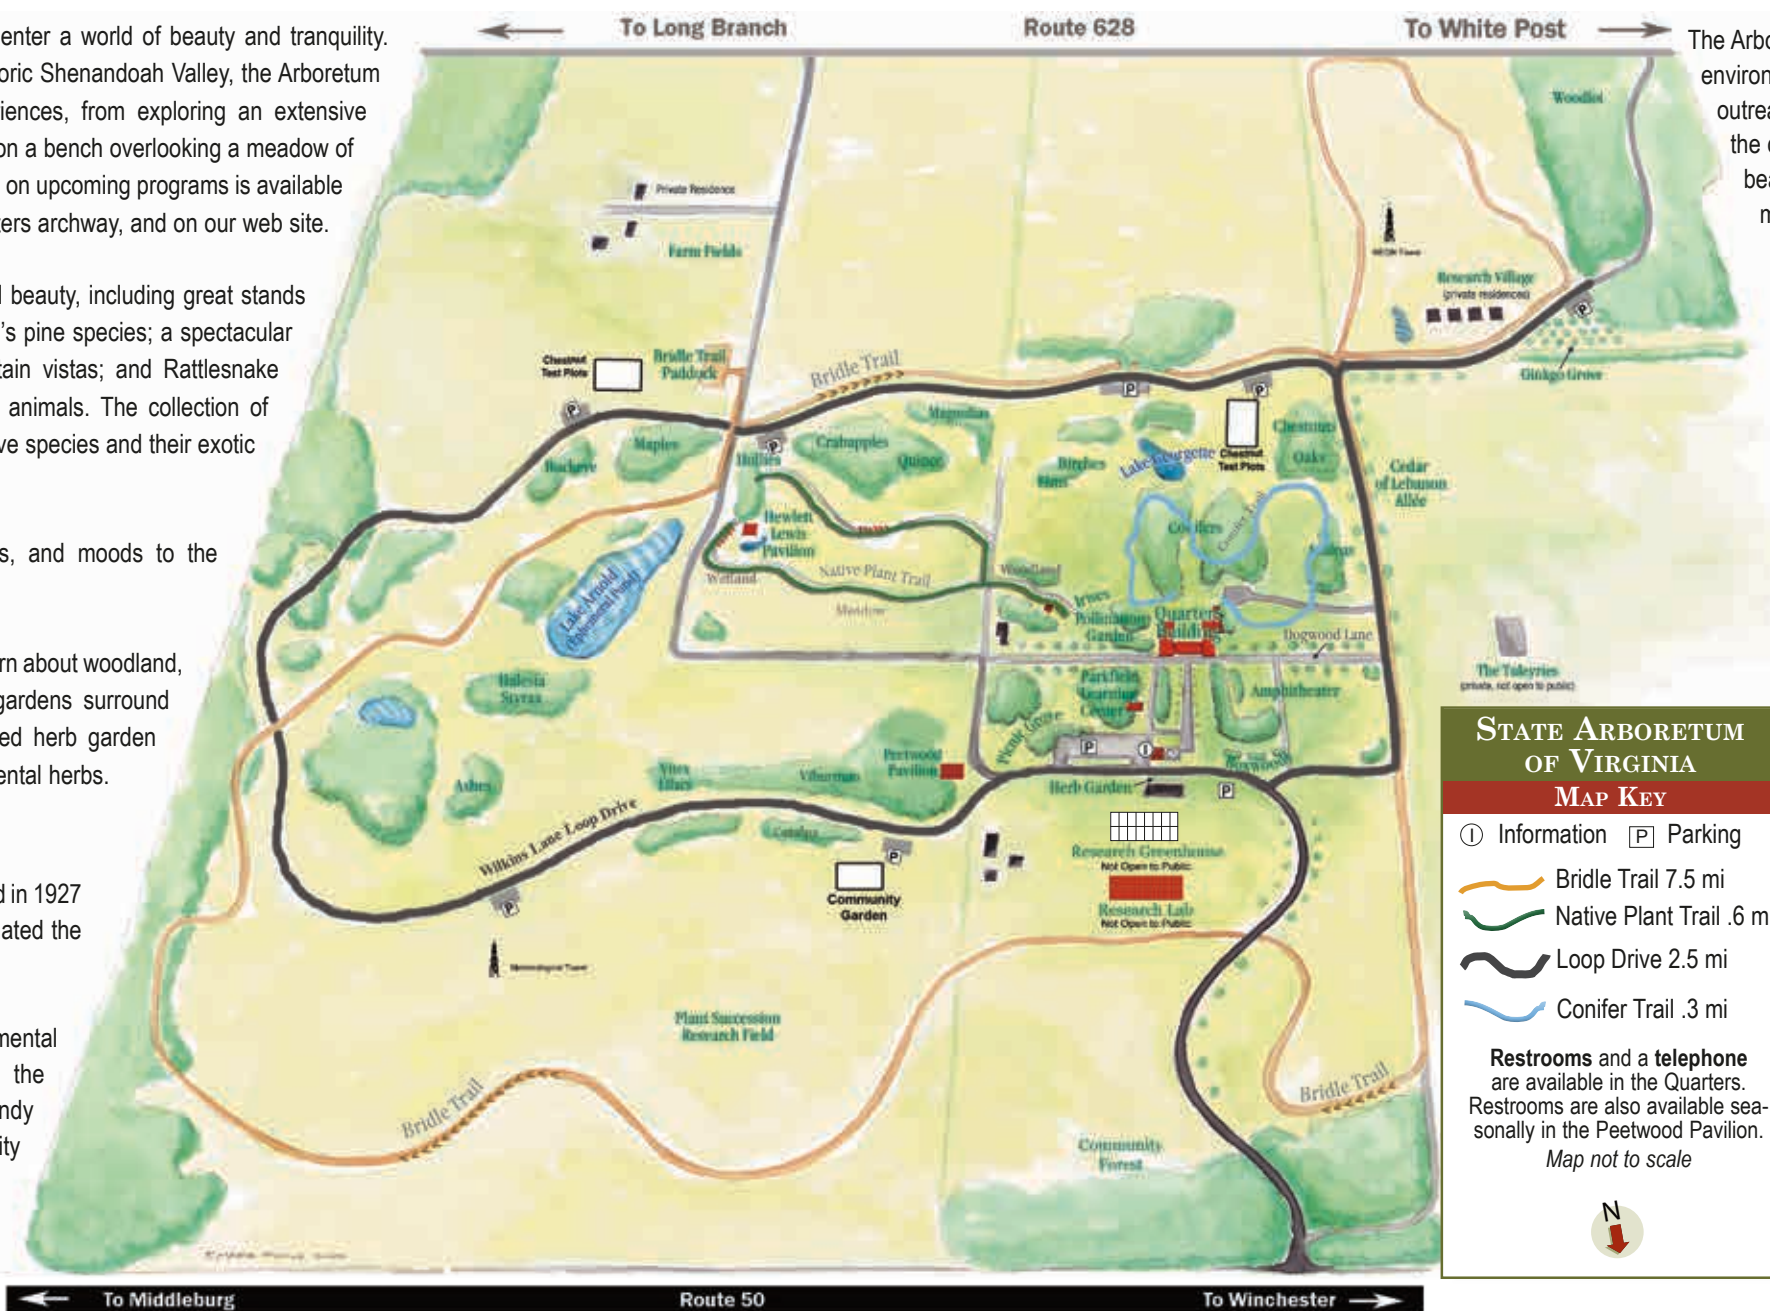 enter a world of beauty and tranquility.
oric Shenandoah Valley, the Arboretum
iences, from exploring an extensive
on a bench overlooking a meadow of
on upcoming programs is available
ters archway, and on our web site.
l beauty, including great stands
's pine species; a spectacular
tain vistas; and Rattlesnake
animals. The collection of
ve species and their exotic
s, and moods to the
rn about woodland,
gardens surround
ed herb garden
ental herbs.
d in 1927
ated the
mental
the
ndy
ity
To Long Branch
Route 628
To White Post
The Arbo
environ
outrea
the
bea
m
Woodlot
Private Residence
Farm Fields
Research Village
(private residences)
Ginkgo Grove
Chestnut
Test Plots
Bridle Trail
Paddock
Bridle Trail
Magnolias
Maples
Buckeye
Hollies
Crabapples
Quince
Birches
Elms
Lake Georgette
Chestnut
Test Plots
Chestnuts
Oaks
Cedar
of Lebanon
Allée
Hewlett
Lewis
Pavilion
Conifers
Conifer Trail
Wetland
Native Plant Trail
Meadow
Woodland
Lake Arnold
(Ephemeral Pond)
Irises
Pollinator
Garden
Quarters
Building
Dogwood Lane
The Tuleyries
(private, not open to public)
Halesia
Styrax
Parkfield
Learning
Center
Amphitheater
Picnic Grove
P
I
Boxwoods
Peetwood
Pavilion
Viburnum
Vitex
Lilacs
Ashes
Herb Garden
P
Wilkins Lane Loop Drive
Catalpa
Research Greenhouse
Not Open to Public
Community
Garden
Research Lab
Not Open to Public
Meteorological Tower
Plant Succession
Research Field
Bridle Trail
Bridle Trail
Community
Forest
State Arboretum
of Virginia
Map Key
I Information P Parking
Bridle Trail 7.5 mi
Native Plant Trail .6 m
Loop Drive 2.5 mi
Conifer Trail .3 mi
Restrooms and a telephone
are available in the Quarters.
Restrooms are also available sea-
sonally in the Peetwood Pavilion.
Map not to scale
N
To Middleburg
Route 50
To Winchester